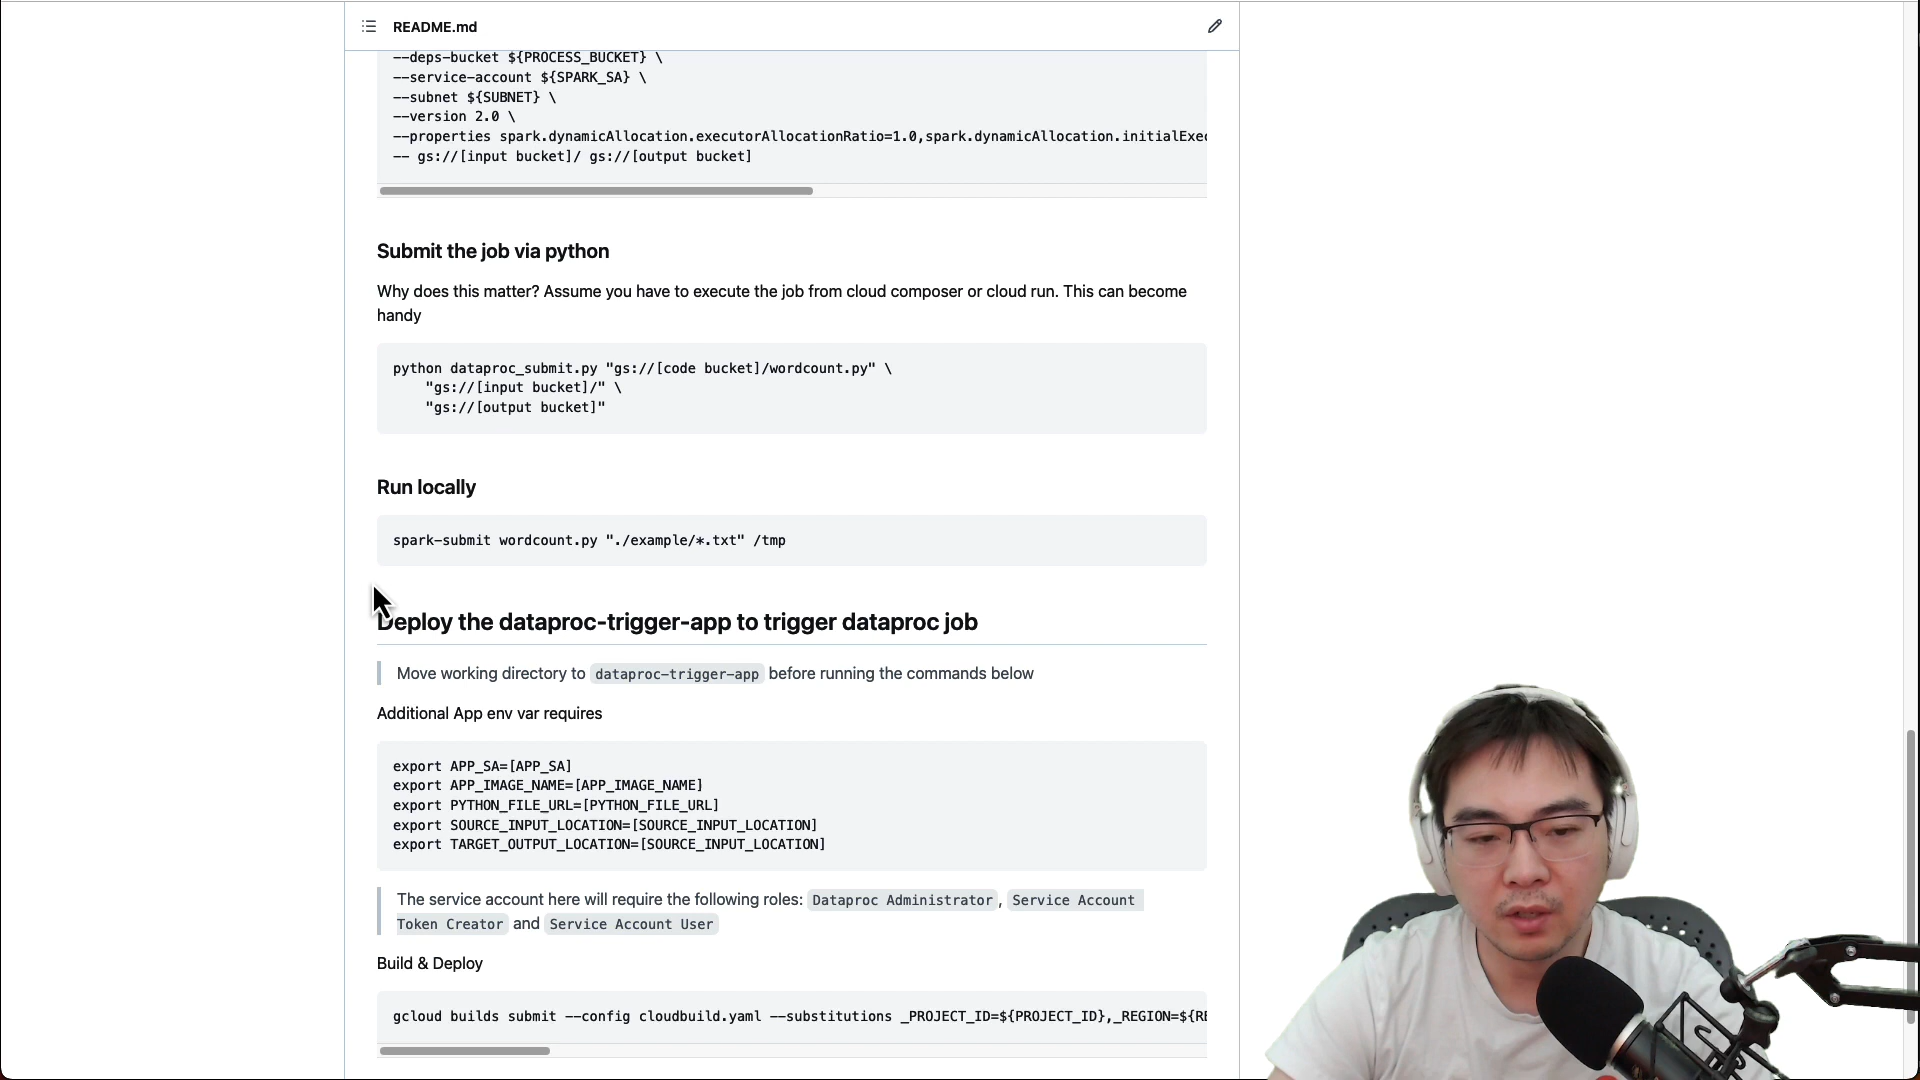 README.md
--deps-bucket ${PROCESS_BUCKET} \
--service-account ${SPARK_SA} \
--subnet ${SUBNET} \
--version 2.0 \
--properties spark.dynamicAllocation.executorAllocationRatio=1.0,spark.dynamicAllocation.initialExec
-- gs://[input bucket]/ gs://[output bucket]
Submit the job via python
Why does this matter? Assume you have to execute the job from cloud composer or cloud run. This can become
handy
python dataproc_submit.py "gs://[code bucket]/wordcount.py" \
"gs://[input bucket]/" \
"gs://[output bucket]"
Run locally
spark-submit wordcount.py "./example/*.txt" /tmp
Deploy the dataproc-trigger-app to trigger dataproc job
Move working directory to dataproc-trigger-app before running the commands below
Additional App env var requires
export APP_SA=[APP_SA]
export APP_IMAGE_NAME=[APP_IMAGE_NAME]
export PYTHON_FILE_URL=[PYTHON_FILE_URL]
export SOURCE_INPUT_LOCATION=[SOURCE_INPUT_LOCATION]
export TARGET_OUTPUT_LOCATION=[SOURCE_INPUT_LOCATION]
The service account here will require the following roles: Dataproc Administrator, Service Account
Token Creator and Service Account User
Build & Deploy
gcloud builds submit --config cloudbuild.yaml --substitutions _PROJECT_ID=${PROJECT_ID},_REGION=${RE